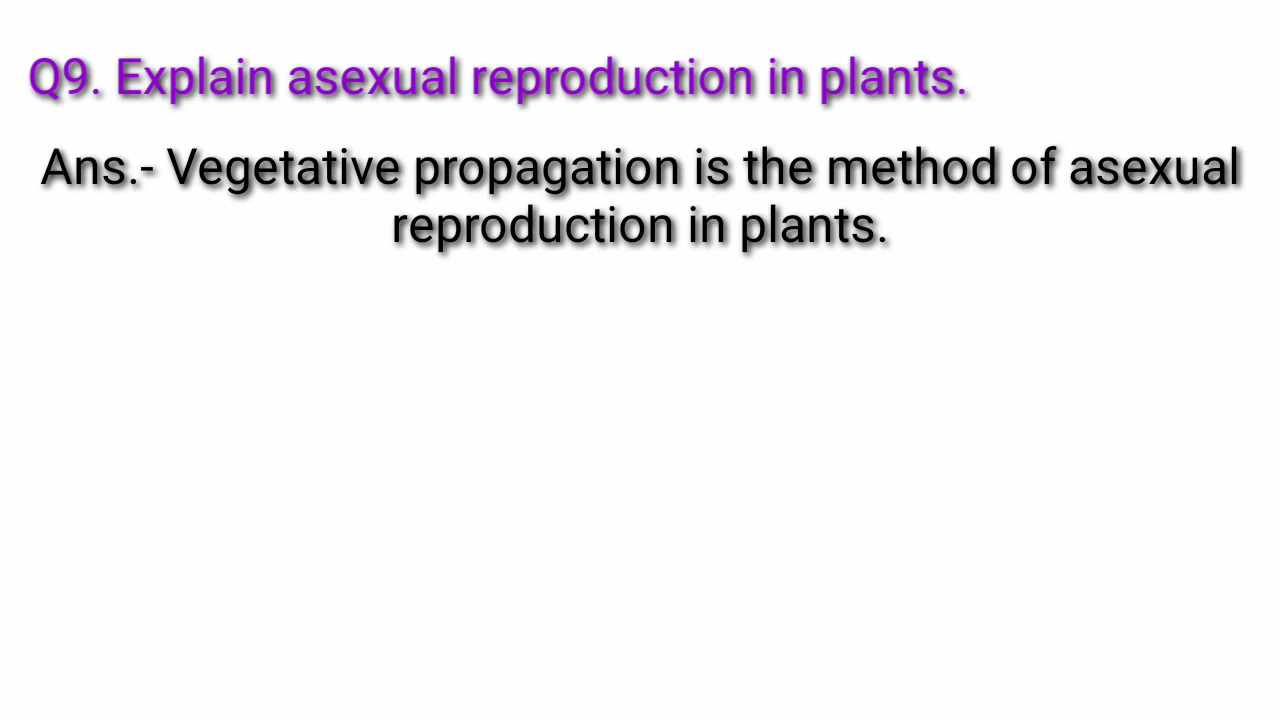 Q9. Explain asexual reproduction in plants.
Ans.- Vegetative propagation is the method of asexual
reproduction in plants.